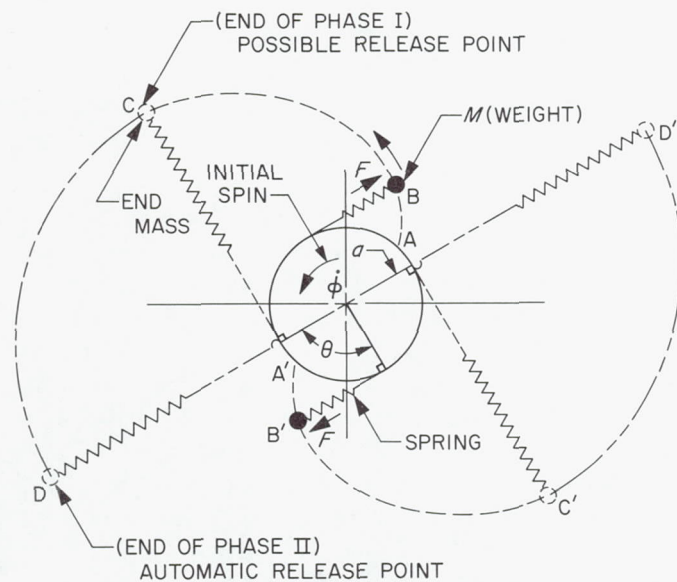 (END OF PHASE I)
POSSIBLE RELEASE POINT
C
M (WEIGHT)
D'
F
INITIAL
SPIN
B
END
MASS
A
a
φ̇
θ
A'
B'
F
SPRING
D
C'
(END OF PHASE II)
AUTOMATIC RELEASE POINT